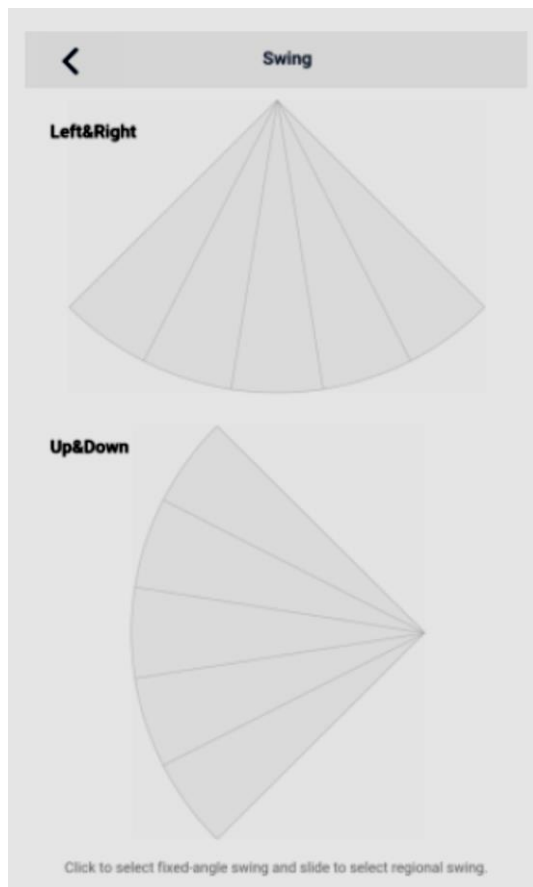 Swing
Left&Right
Up&Down
Click to select fixed-angle swing and slide to select regional swing.